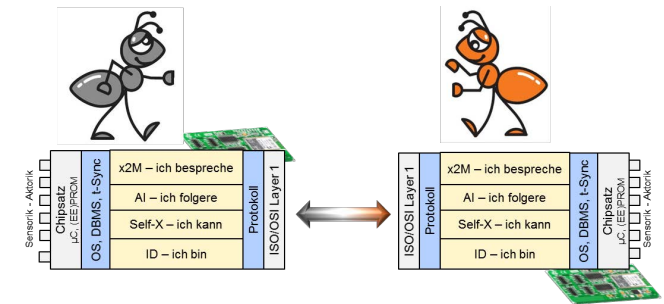 Sensorik - Aktorik
Chipsatz
µC, (EE)PROM
OS, DBMS, t-Sync
x2M – ich bespreche
AI – ich folgere
Self-X – ich kann
ID – ich bin
Protokoll
ISO/OSI Layer 1
ISO/OSI Layer 1
Protokoll
x2M – ich bespreche
AI – ich folgere
Self-X – ich kann
ID – ich bin
OS, DBMS, t-Sync
Chipsatz
µC, (EE)PROM
Sensorik - Aktorik